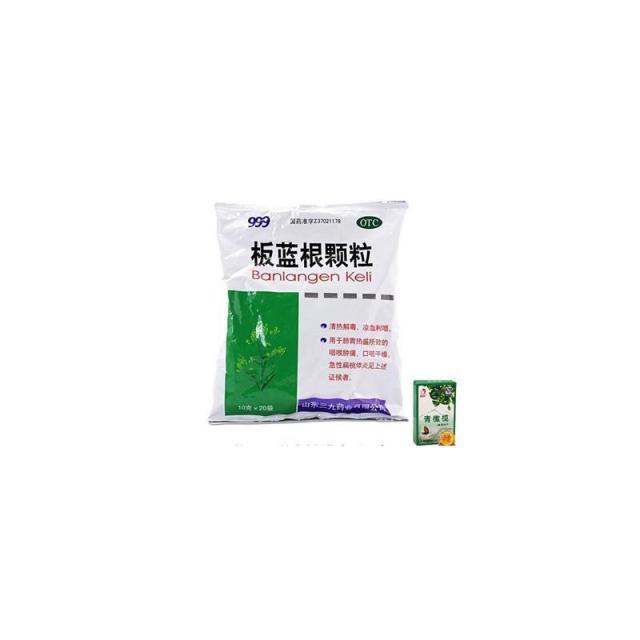 999
国药准字Z37021178
OTC
板蓝根颗粒
Banlangen Keli
清热解毒、凉血利咽。
用于肺胃热盛所致的
咽喉肿痛、口咽干燥、
急性扁桃体炎见上述
证候者。
10克×20袋
山东三九药业有限公司
青橄榄